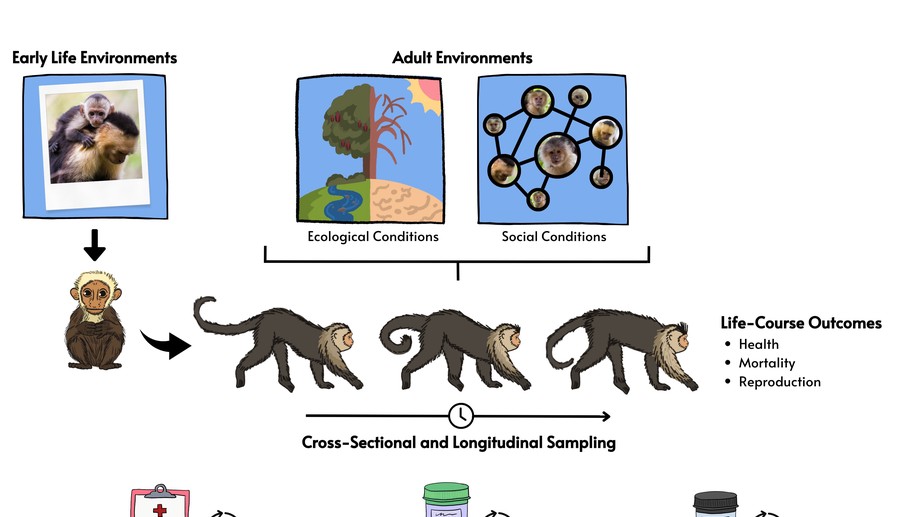 Early Life Environments
Adult Environments
Ecological Conditions
Social Conditions
Life-Course Outcomes
• Health
• Mortality
• Reproduction
Cross-Sectional and Longitudinal Sampling